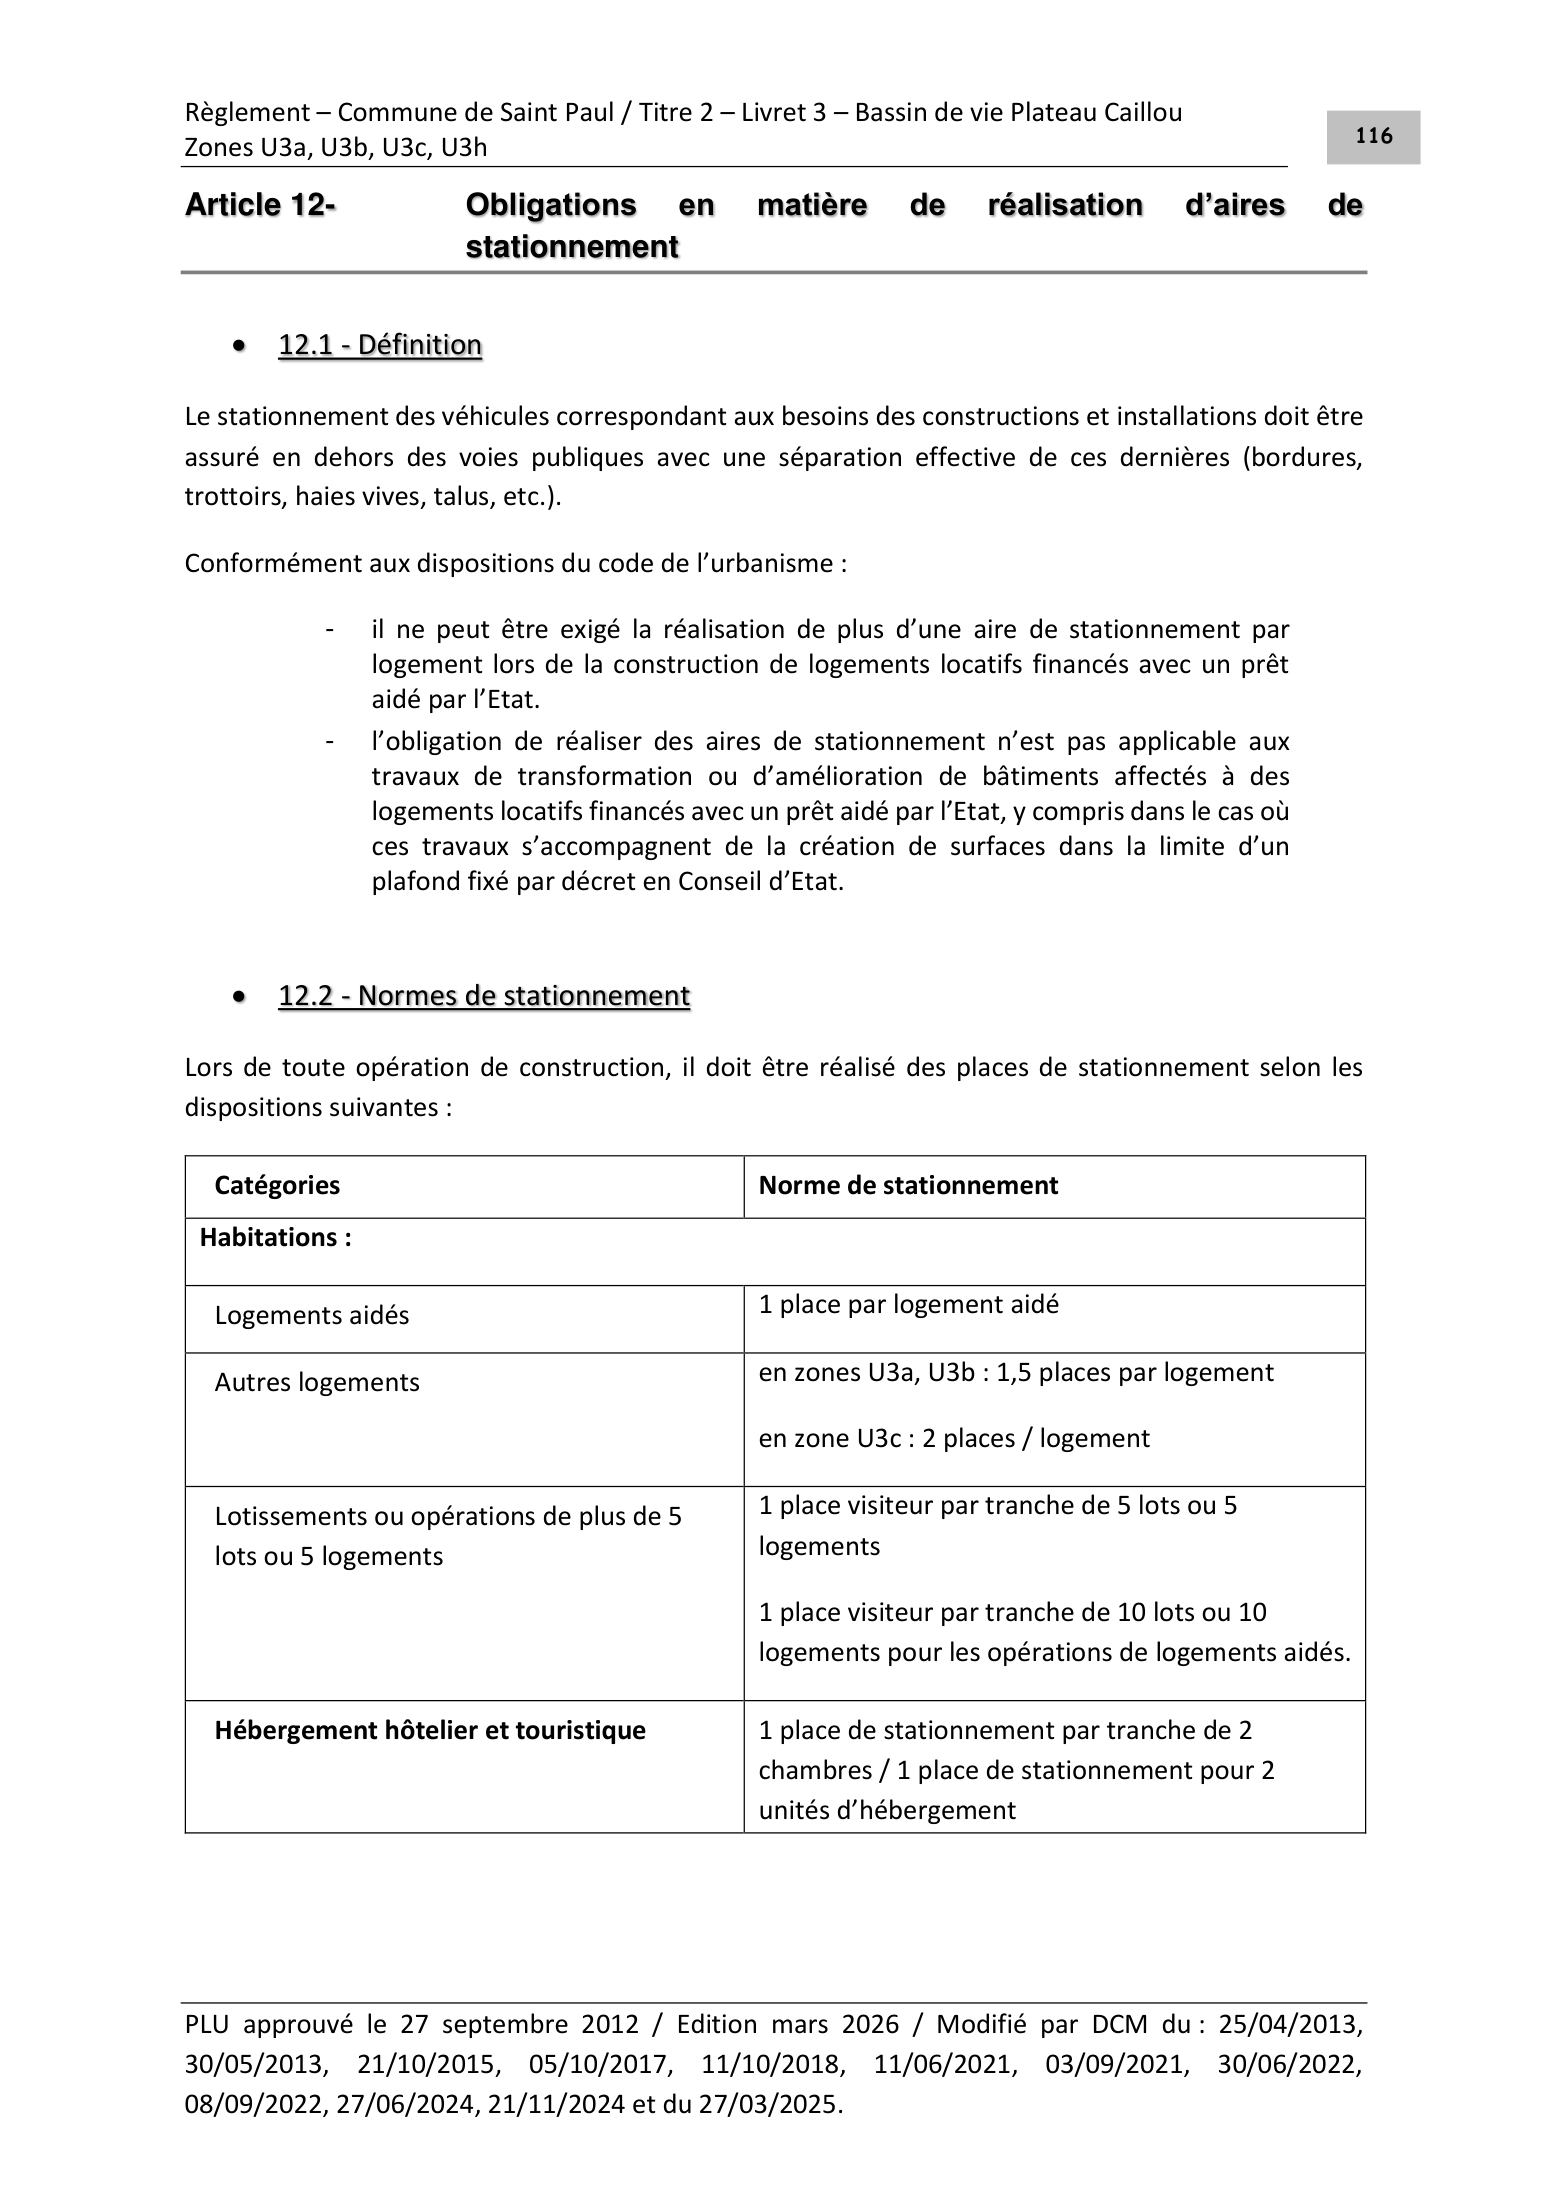 Règlement – Commune de Saint Paul / Titre 2 – Livret 3 – Bassin de vie Plateau Caillou
Zones U3a, U3b, U3c, U3h
116
Article 12- Obligations en matière de réalisation d’aires de
stationnement
• 12.1 - Définition
Le stationnement des véhicules correspondant aux besoins des constructions et installations doit être
assuré en dehors des voies publiques avec une séparation effective de ces dernières (bordures,
trottoirs, haies vives, talus, etc.).
Conformément aux dispositions du code de l’urbanisme :
- il ne peut être exigé la réalisation de plus d’une aire de stationnement par
logement lors de la construction de logements locatifs financés avec un prêt
aidé par l’Etat.
- l’obligation de réaliser des aires de stationnement n’est pas applicable aux
travaux de transformation ou d’amélioration de bâtiments affectés à des
logements locatifs financés avec un prêt aidé par l’Etat, y compris dans le cas où
ces travaux s’accompagnent de la création de surfaces dans la limite d’un
plafond fixé par décret en Conseil d’Etat.
• 12.2 - Normes de stationnement
Lors de toute opération de construction, il doit être réalisé des places de stationnement selon les
dispositions suivantes :
Catégories
Norme de stationnement
Habitations :
Logements aidés
1 place par logement aidé
Autres logements
en zones U3a, U3b : 1,5 places par logement
en zone U3c : 2 places / logement
Lotissements ou opérations de plus de 5
lots ou 5 logements
1 place visiteur par tranche de 5 lots ou 5
logements
1 place visiteur par tranche de 10 lots ou 10
logements pour les opérations de logements aidés.
Hébergement hôtelier et touristique
1 place de stationnement par tranche de 2
chambres / 1 place de stationnement pour 2
unités d’hébergement
PLU approuvé le 27 septembre 2012 / Edition mars 2026 / Modifié par DCM du : 25/04/2013,
30/05/2013, 21/10/2015, 05/10/2017, 11/10/2018, 11/06/2021, 03/09/2021, 30/06/2022,
08/09/2022, 27/06/2024, 21/11/2024 et du 27/03/2025.